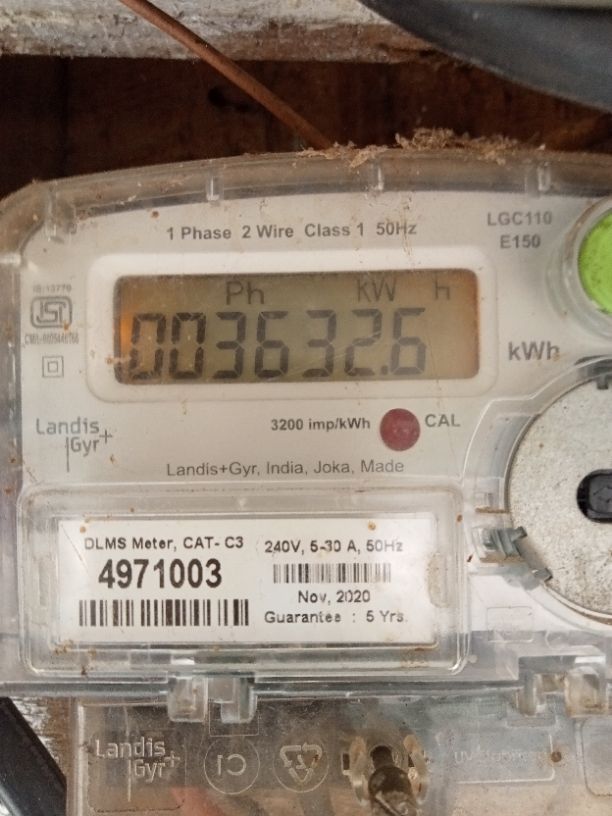 LGC110
E150
1 Phase 2 Wire Class 1 50Hz
IS:13779
Ph kW h
003632.6
kWh
Landis
Gyr+
3200 imp/kWh
CAL
Landis+Gyr, India, Joka, Made
DLMS Meter, CAT- C3
4971003
240V, 5-30 A, 50Hz
Nov, 2020
Guarantee : 5 Yrs.
Landis
Gyr+